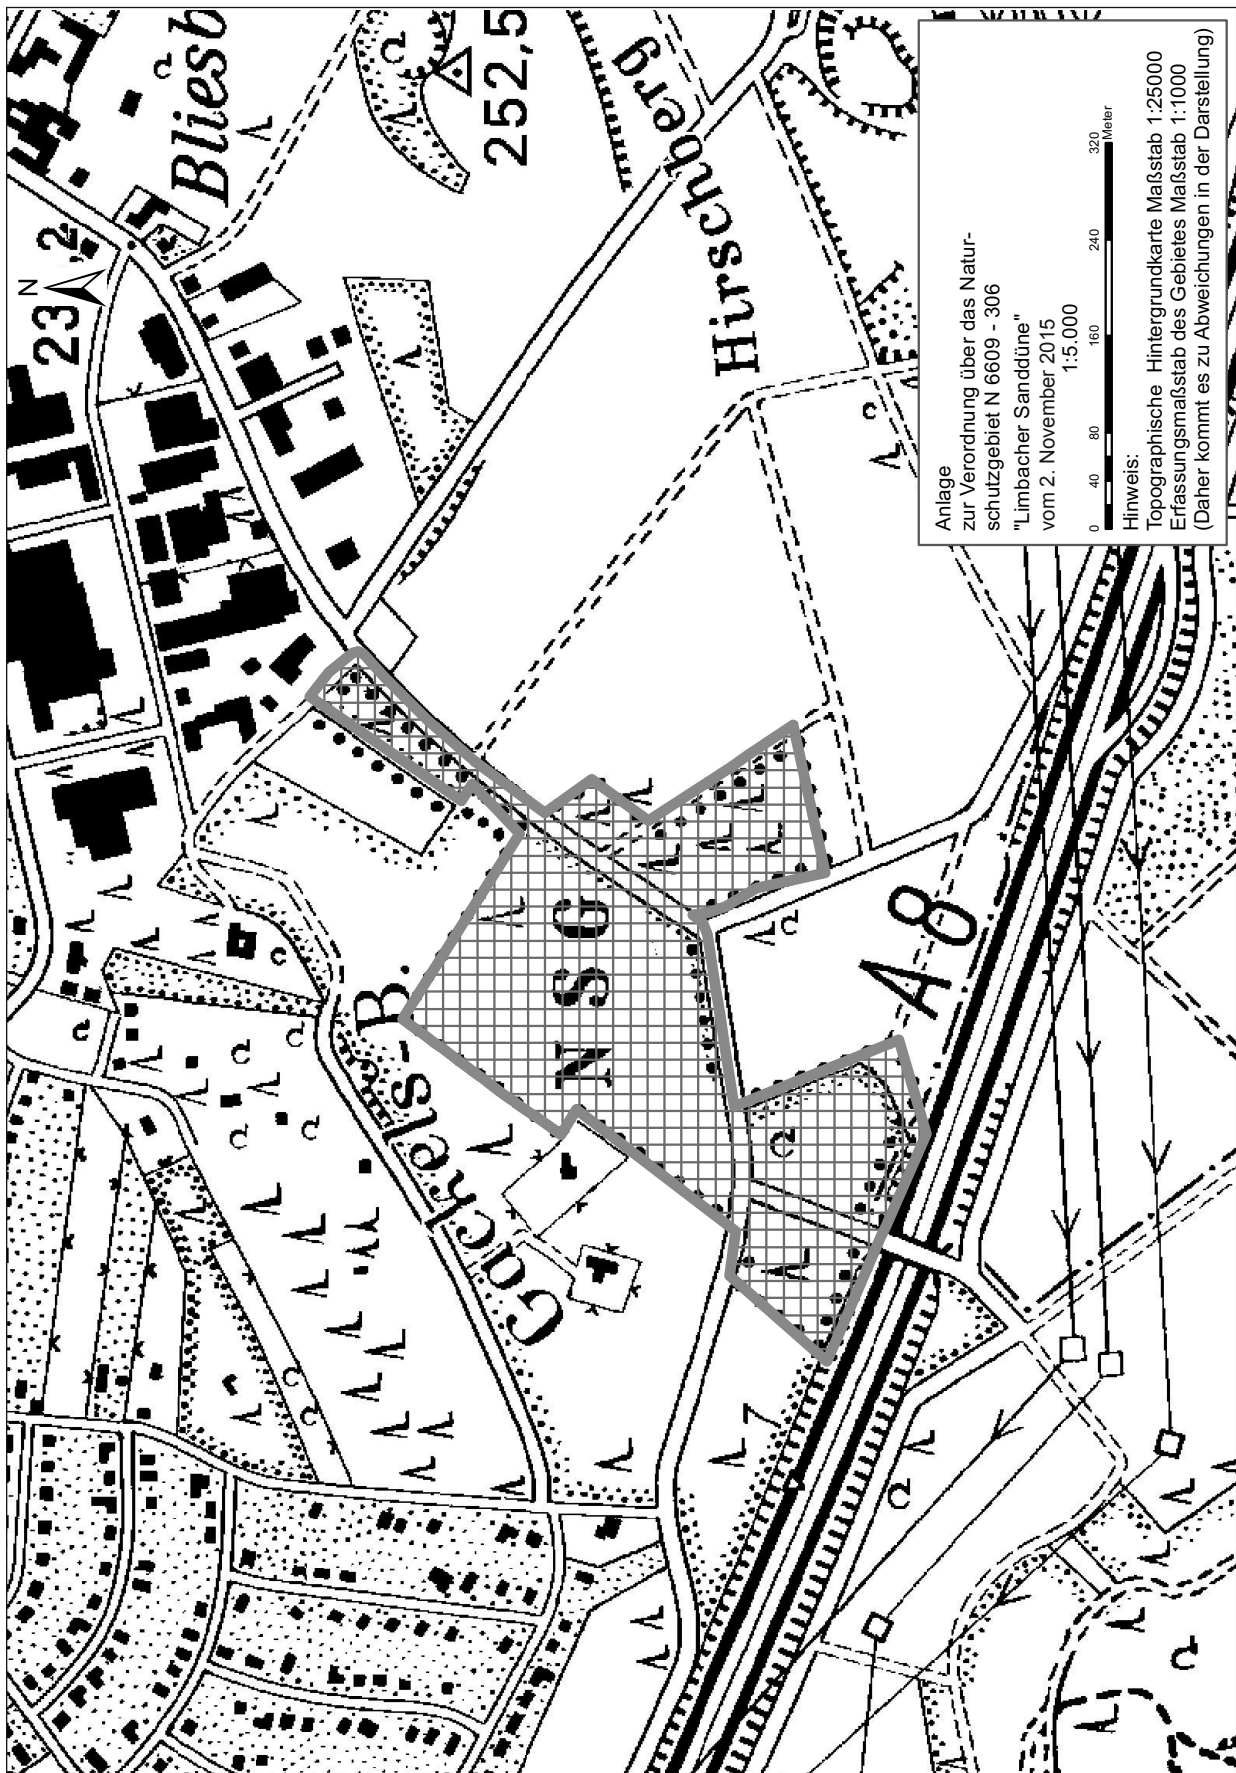 Bliesb
252,5
Hirschberg
23
2
N
Gackels-B.
N S G
A 8
7
Anlage
zur Verordnung über das Natur-
schutzgebiet N 6609 - 306
"Limbacher Sanddüne"
vom 2. November 2015
1:5.000
0 40 80 160 240 320
Meter
Hinweis:
Topographische Hintergrundkarte Maßstab 1:25000
Erfassungsmaßstab des Gebietes Maßstab 1:1000
(Daher kommt es zu Abweichungen in der Darstellung)